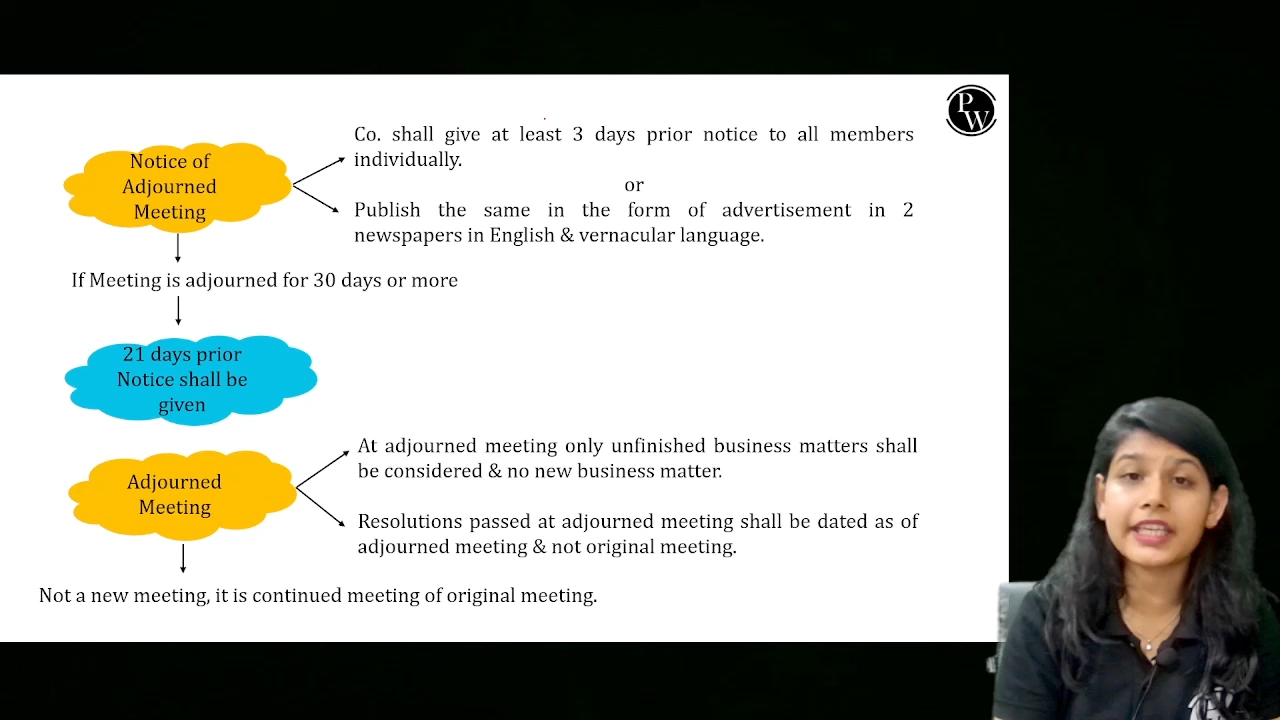 P
W
Notice of
Adjourned
Meeting
Co. shall give at least 3 days prior notice to all members
individually.
or
Publish the same in the form of advertisement in 2
newspapers in English & vernacular language.
If Meeting is adjourned for 30 days or more
21 days prior
Notice shall be
given
Adjourned
Meeting
At adjourned meeting only unfinished business matters shall
be considered & no new business matter.
Resolutions passed at adjourned meeting shall be dated as of
adjourned meeting & not original meeting.
Not a new meeting, it is continued meeting of original meeting.
PW